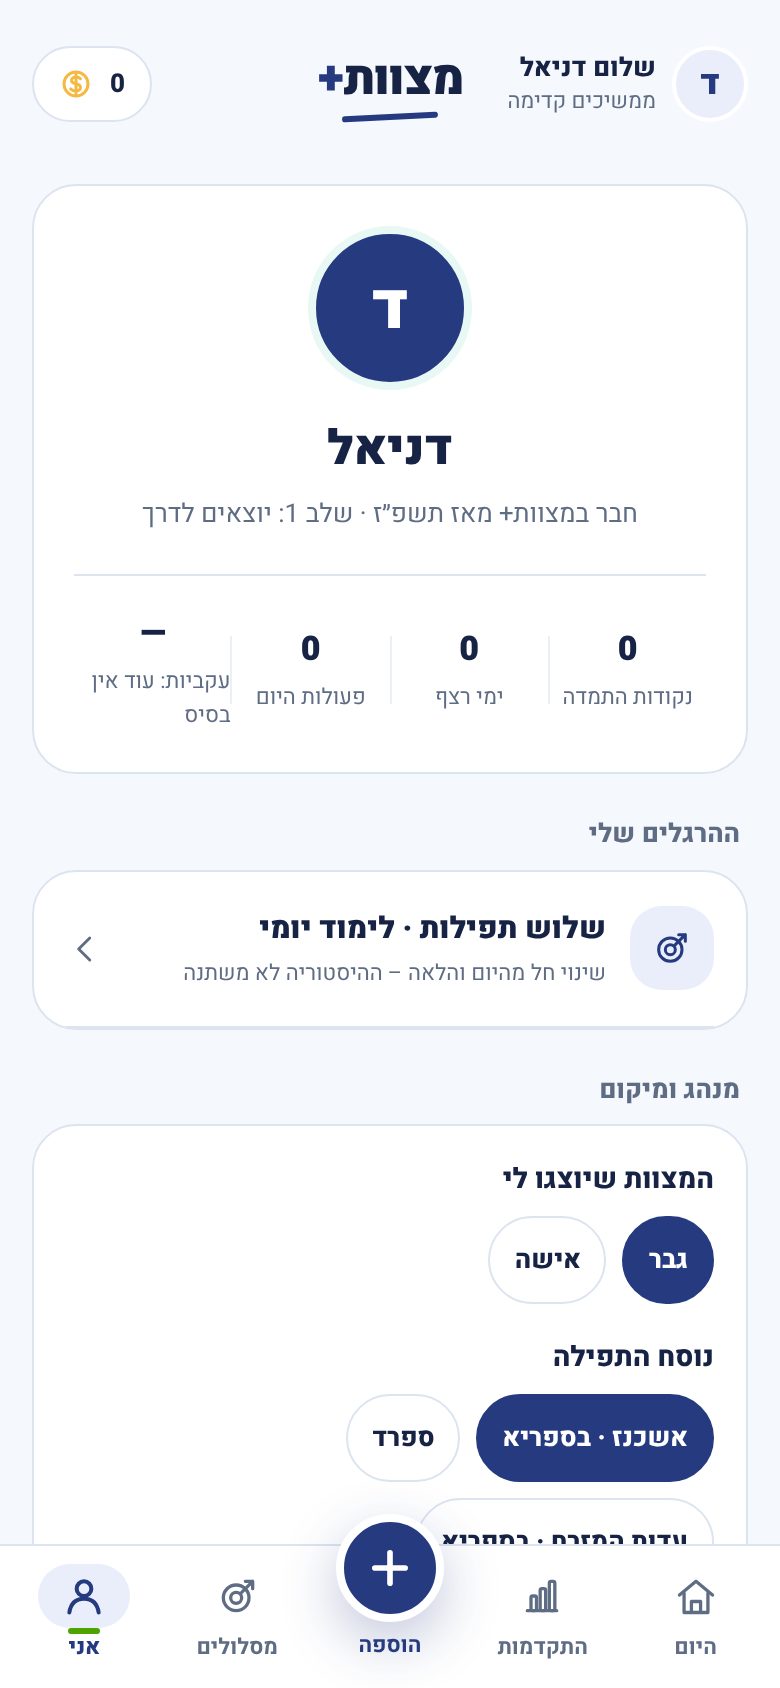 ד
שלום דניאל
ממשיכים קדימה
מצוות+
0
ד
דניאל
חבר במצוות+ מאז תשפ״ז · שלב 1: יוצאים לדרך
0
נקודות התמדה
0
ימי רצף
0
פעולות היום
–
עקביות: עוד אין
בסיס
ההרגלים שלי
שלוש תפילות · לימוד יומי
שינוי חל מהיום והלאה – ההיסטוריה לא משתנה
מנהג ומיקום
המצוות שיוצגו לי
גבר
אישה
נוסח התפילה
אשכנז · בספריא
ספרד
עדות המזרח · בספריא
היום
התקדמות
הוספה
מסלולים
אני